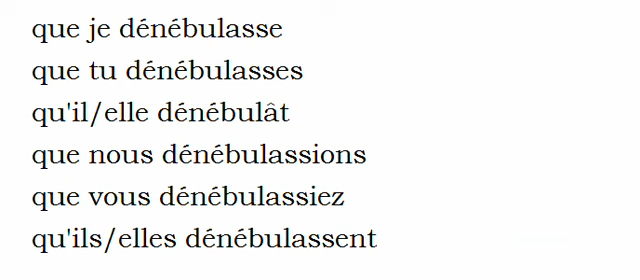 que je dénébulasse
que tu dénébulasses
qu'il/elle dénébulât
que nous dénébulassions
que vous dénébulassiez
qu'ils/elles dénébulassent